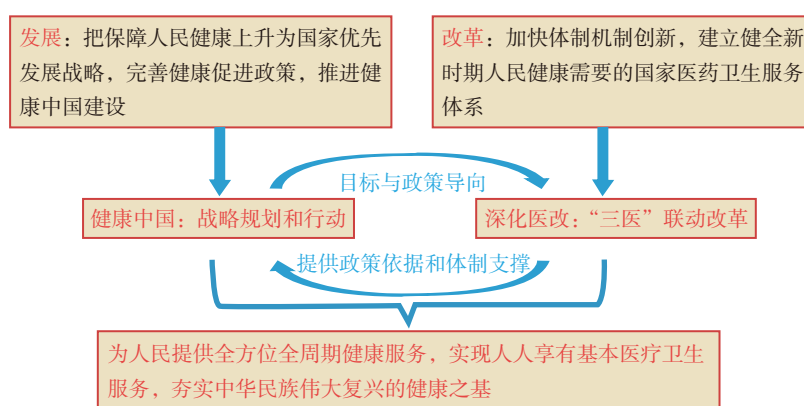 发展：把保障人民健康上升为国家优先
发展战略，完善健康促进政策，推进健
康中国建设
改革：加快体制机制创新，建立健全新
时期人民健康需要的国家医药卫生服务
体系
目标与政策导向
健康中国：战略规划和行动
深化医改：“三医”联动改革
提供政策依据和体制支撑
为人民提供全方位全周期健康服务，实现人人享有基本医疗卫生
服务，夯实中华民族伟大复兴的健康之基